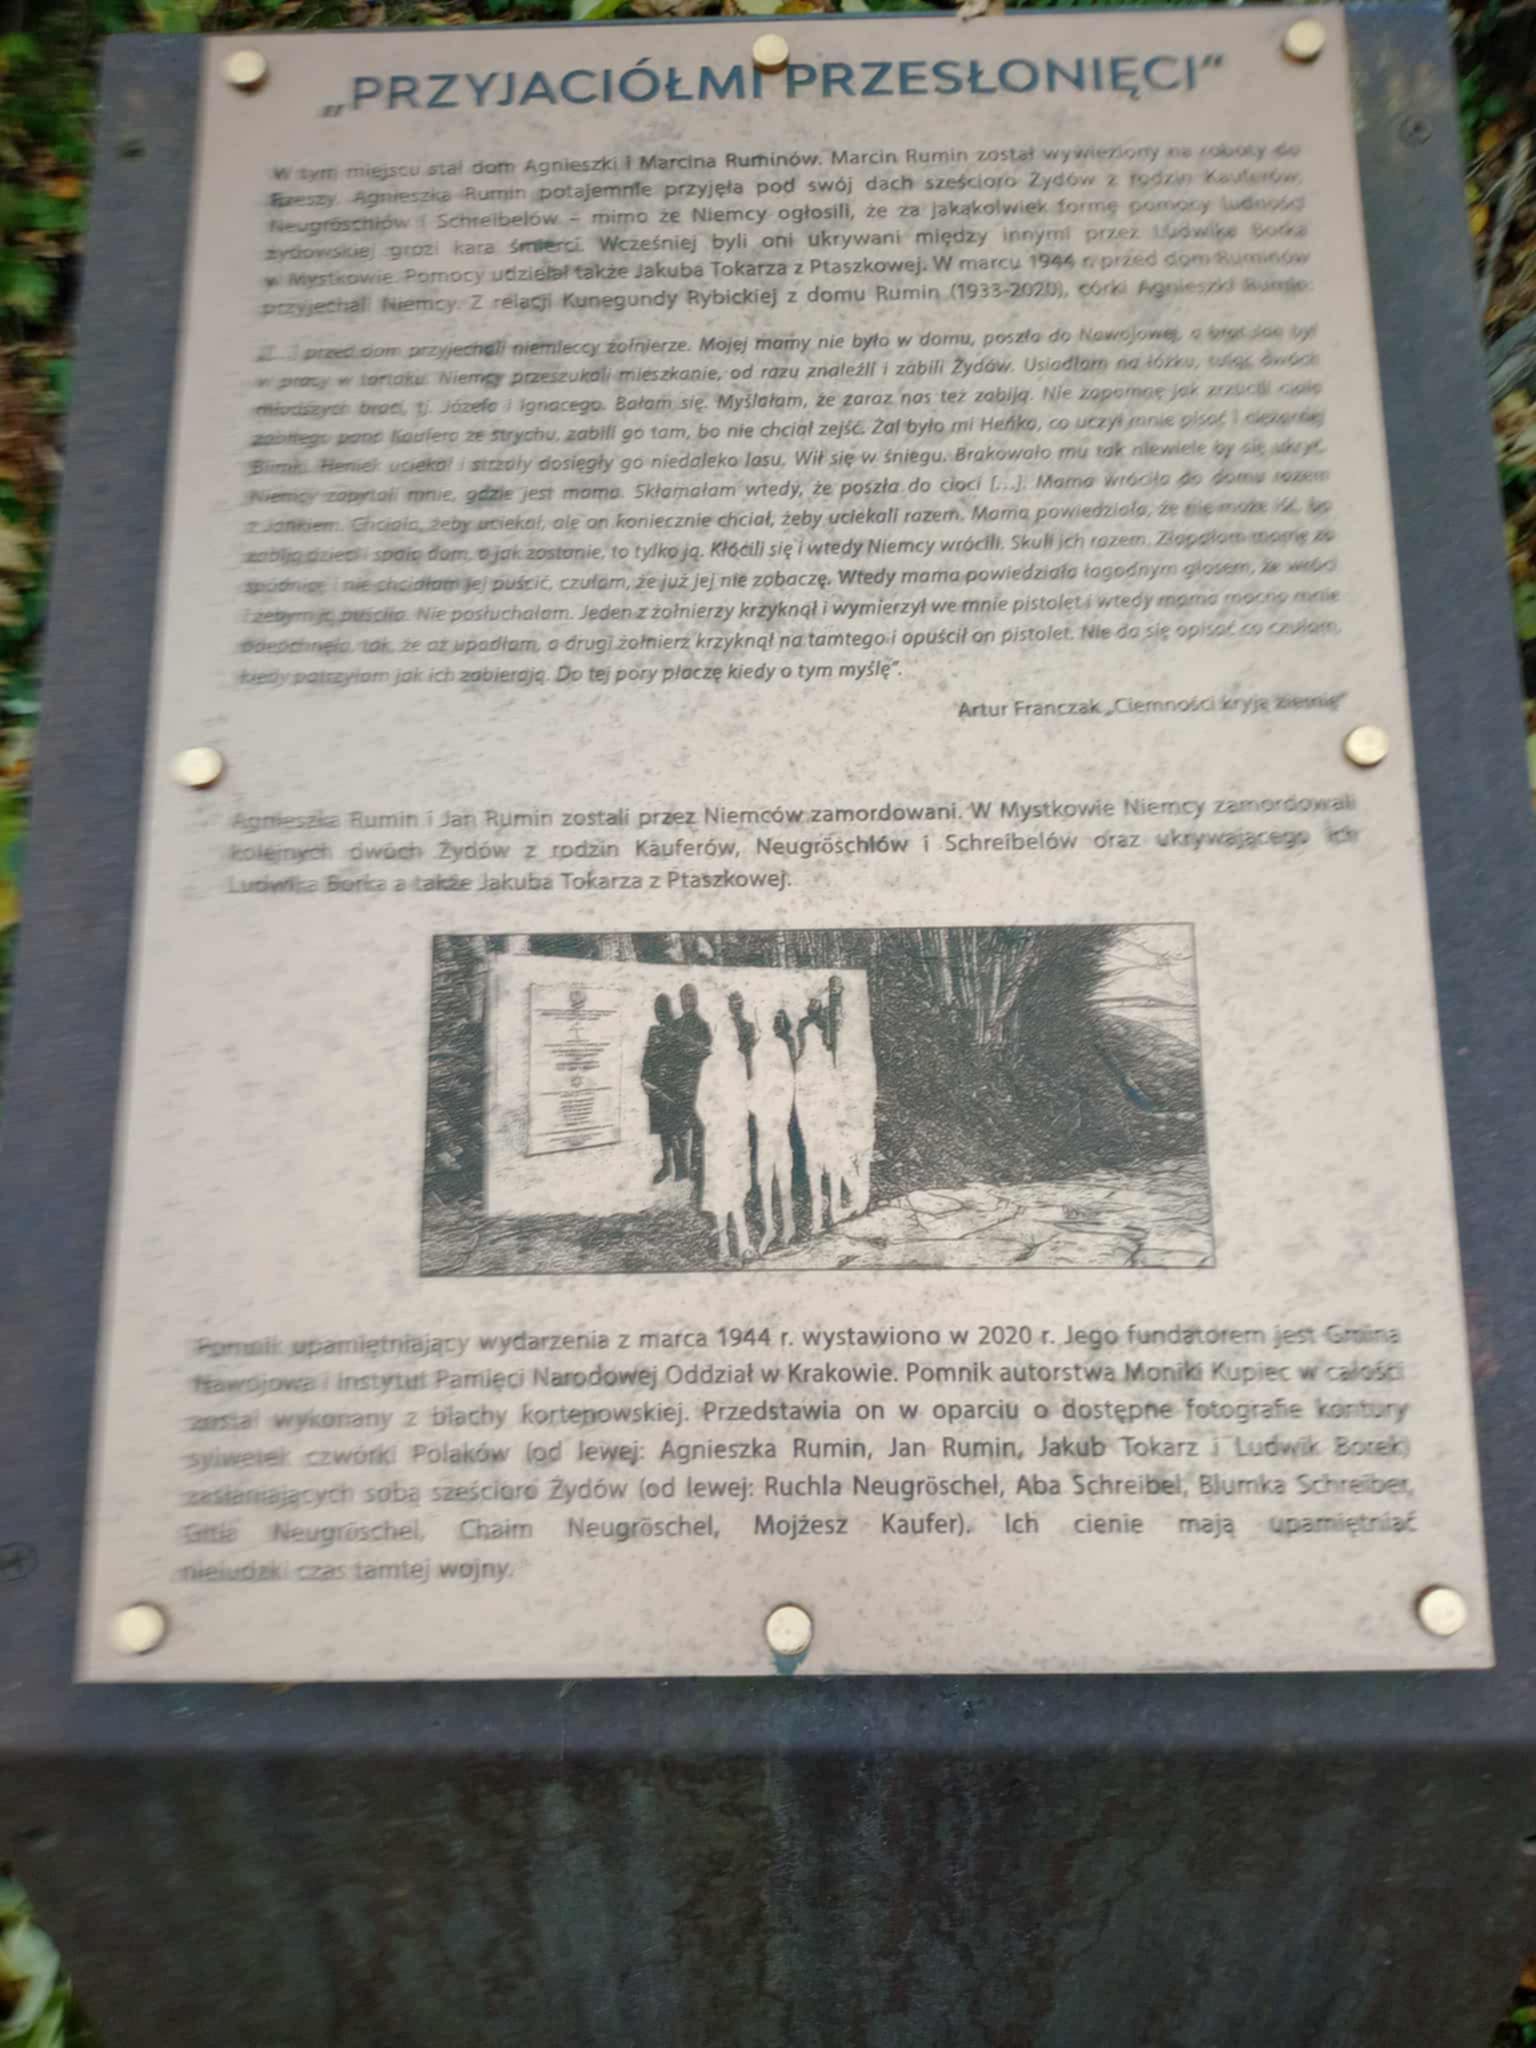 „PRZYJACIÓŁMI PRZESŁONIĘCI”
W tym miejscu stał dom Agnieszki i Marcina Ruminów. Marcin Rumin został wywieziony na roboty do
Rzeszy. Agnieszka Rumin potajemnie przyjęła pod swój dach sześcioro Żydów z rodzin Kauferów,
Neugröschlów i Schreibelów – mimo że Niemcy ogłosili, że za jakąkolwiek formę pomocy ludności
żydowskiej grozi kara śmierci. Wcześniej byli oni ukrywani między innymi przez Ludwika Borka
w Mystkowie. Pomocy udzielał także Jakuba Tokarza z Ptaszkowej. W marcu 1944 r. przed dom Ruminów
przyjechali Niemcy. Z relacji Kunegundy Rybickiej z domu Rumin (1933-2020), córki Agnieszki Rumin:
„[...] przed dom przyjechali niemieccy żołnierze. Mojej mamy nie było w domu, poszła do Nawojowej, a brat Jan był
w pracy w tartaku. Niemcy przeszukali mieszkanie, od razu znaleźli i zabili Żydów. Usiadłam na łóżku, tuląc dwóch
młodszych braci, tj. Józefa i Ignacego. Bałam się. Myślałam, że zaraz nas też zabiją. Nie zapomnę jak zrzucili ciało
zabitego pana Kaufera ze strychu, zabili go tam, bo nie chciał zejść. Żal było mi Heńka, co uczył mnie pisać i ciężarnej
Blimki. Heniek uciekał i strzały dosięgły go niedaleko lasu. Wił się w śniegu. Brakowało mu tak niewiele by się ukryć.
Niemcy zapytali mnie, gdzie jest mama. Skłamałam wtedy, że poszła do cioci [...]. Mama wróciła do domu razem
z Jankiem. Chciała, żeby uciekał, ale on koniecznie chciał, żeby uciekali razem. Mama powiedziała, że nie może iść, bo
zabiją dzieci i spalą dom, a jak zostanie, to tylko ją. Kłócili się i wtedy Niemcy wrócili. Skuli ich razem. Złapałam mamę za
spódnicę i nie chciałam jej puścić, czułam, że już jej nie zobaczę. Wtedy mama powiedziała łagodnym głosem, że wróci
i żebym ją puściła. Nie posłuchałam. Jeden z żołnierzy krzyknął i wymierzył we mnie pistolet i wtedy mama mocno mnie
odepchnęła, tak, że aż upadłam, a drugi żołnierz krzyknął na tamtego i opuścił on pistolet. Nie da się opisać co czułam,
kiedy patrzyłam jak ich zabierają. Do tej pory płaczę kiedy o tym myślę”.
Artur Franczak „Ciemności kryją ziemię”
Agnieszka Rumin i Jan Rumin zostali przez Niemców zamordowani. W Mystkowie Niemcy zamordowali
kolejnych dwóch Żydów z rodzin Kauferów, Neugröschlów i Schreibelów oraz ukrywającego ich
Ludwika Borka a także Jakuba Tokarza z Ptaszkowej.
Pomnik upamiętniający wydarzenia z marca 1944 r. wystawiono w 2020 r. Jego fundatorem jest Gmina
Nawojowa i Instytut Pamięci Narodowej Oddział w Krakowie. Pomnik autorstwa Moniki Kupiec w całości
został wykonany z blachy kortenowskiej. Przedstawia on w oparciu o dostępne fotografie kontury
sylwetek czwórki Polaków (od lewej: Agnieszka Rumin, Jan Rumin, Jakub Tokarz i Ludwik Borek)
zasłaniających sobą sześcioro Żydów (od lewej: Ruchla Neugröschel, Aba Schreibel, Blumka Schreiber,
Gitla Neugröschel, Chaim Neugröschel, Mojżesz Kaufer). Ich cienie mają upamiętniać
nieludzki czas tamtej wojny.